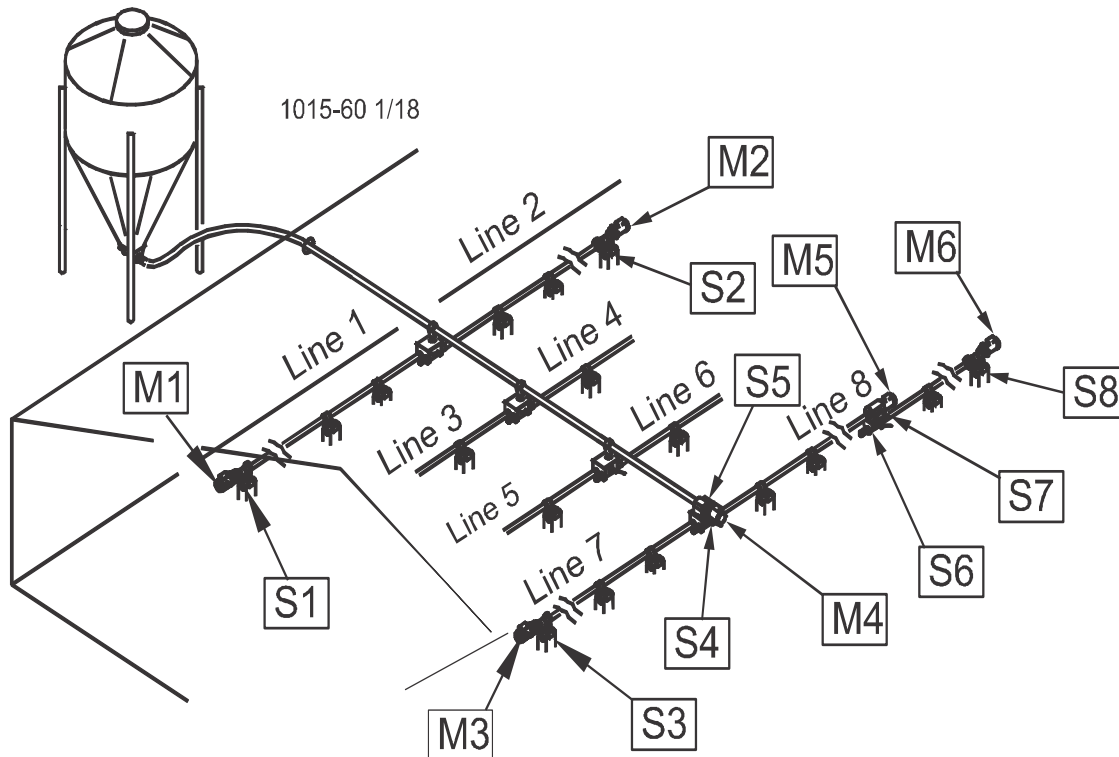 1015-60 1/18
M2
Line 2
M6
M5
S2
Line 4
Line 1
M1
Line 6
S5
Line 8
S8
Line 3
S7
Line 5
S6
Line 7
S1
M4
S4
S3
M3